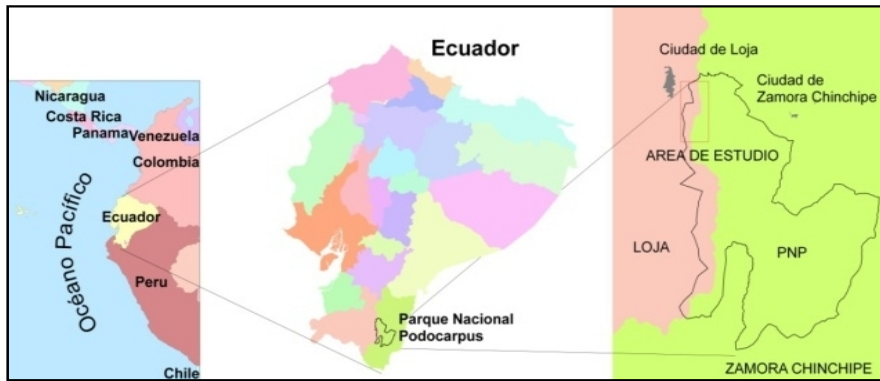 Nicaragua
Costa Rica
Panama
Venezuela
Colombia
Océano Pacífico
Ecuador
Peru
Chile
Ecuador
Parque Nacional
Podocarpus
Ciudad de Loja
Ciudad de
Zamora Chinchipe
AREA DE ESTUDIO
LOJA
PNP
ZAMORA CHINCHIPE